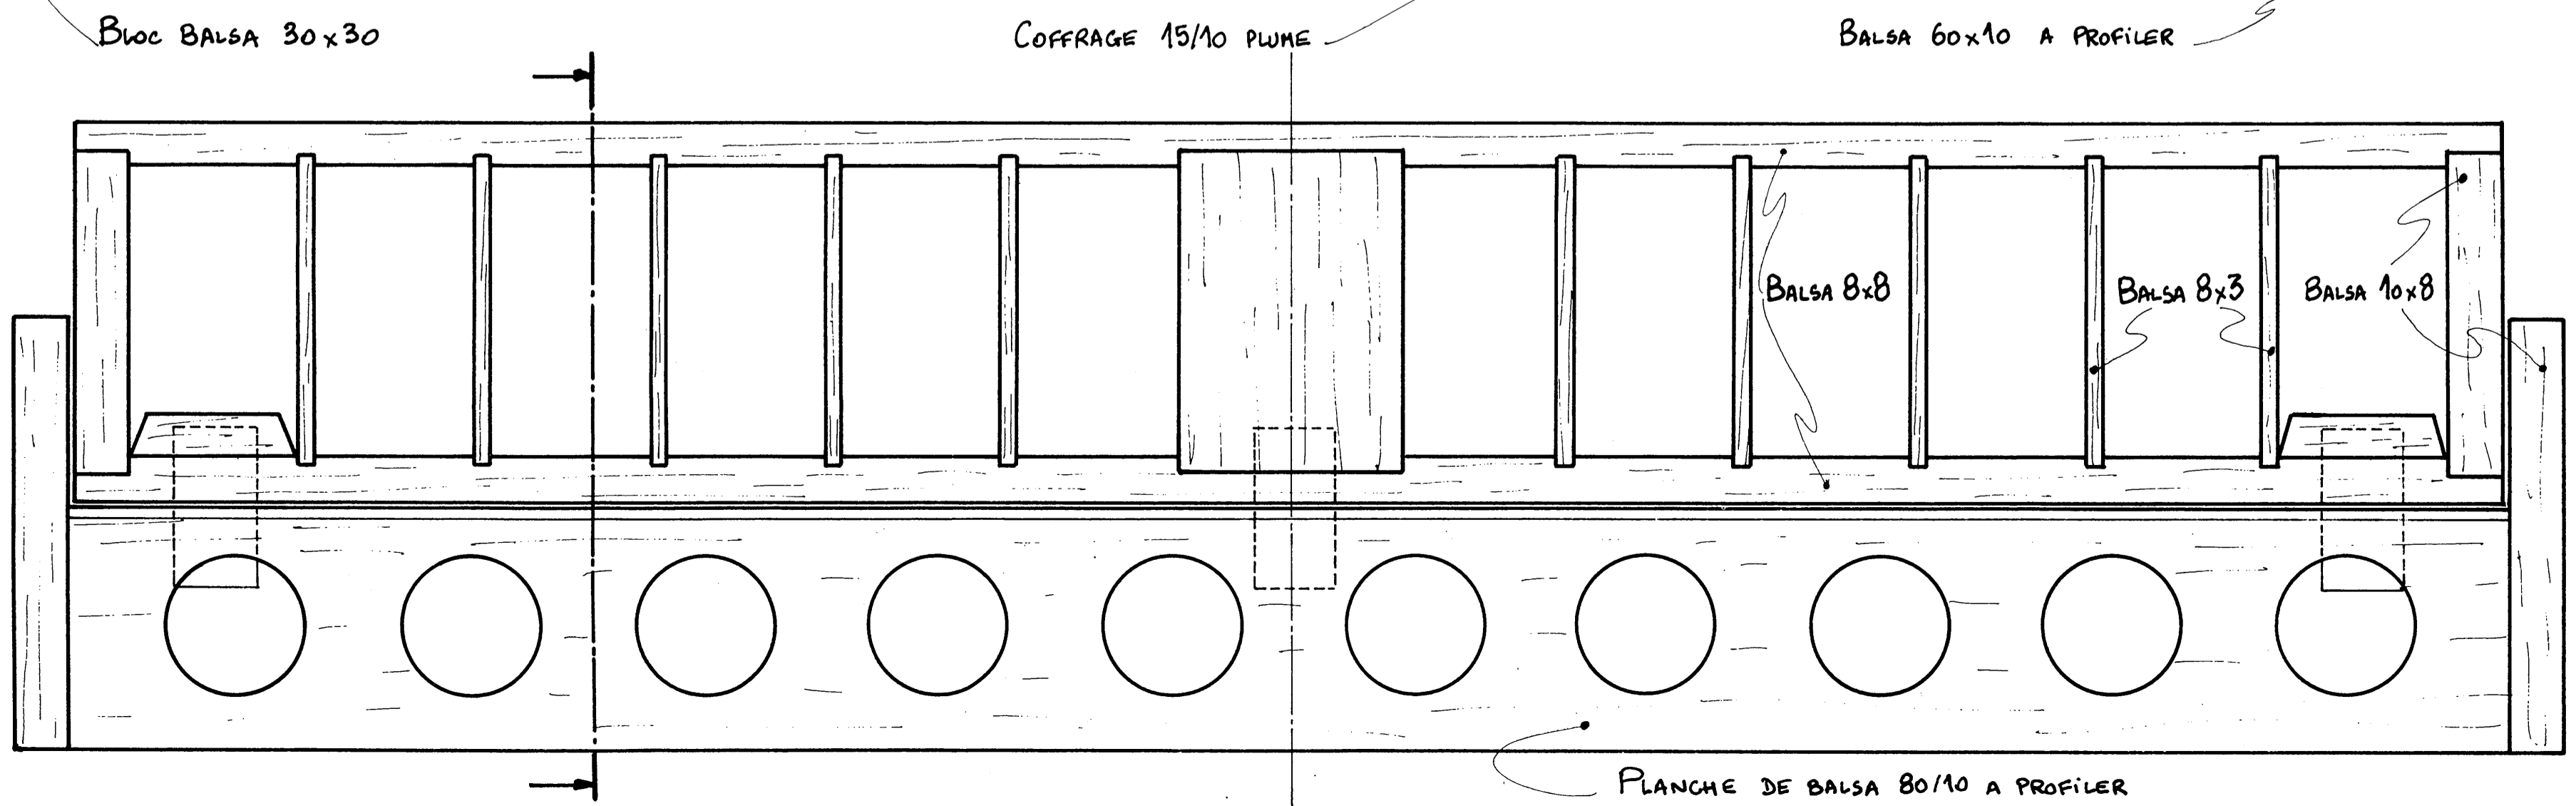 BLOC BALSA 30x30
COFFRAGE 15/10 PLUME
BALSA 60x10 A PROFiLER
BALSA 8x8
BALSA 8x3
BALSA 10x8
PLANCHE DE BALSA 80/10 A PROFiLER